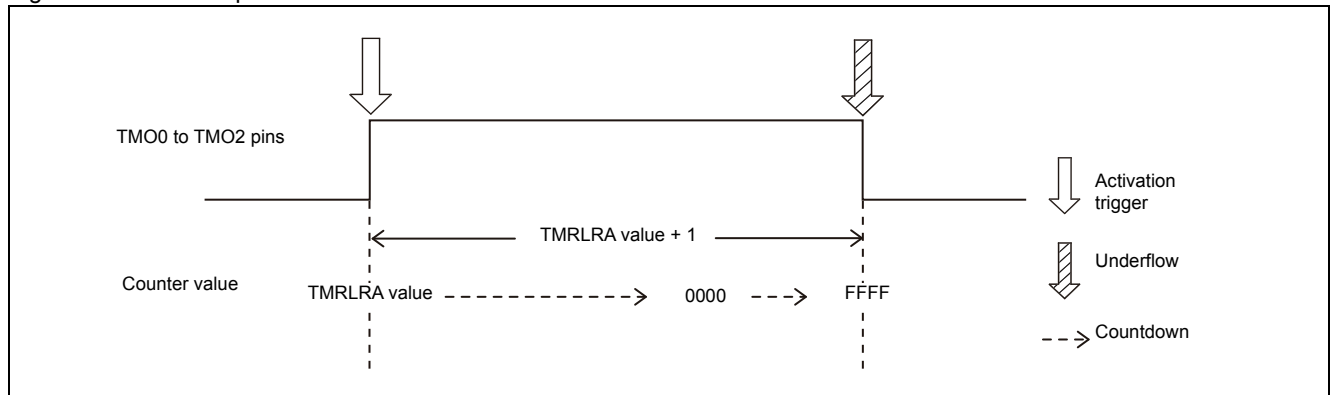 TMO0 to TMO2 pins
Activation
trigger
TMRLRA value + 1
Underflow
Counter value
TMRLRA value
0000
FFFF
Countdown